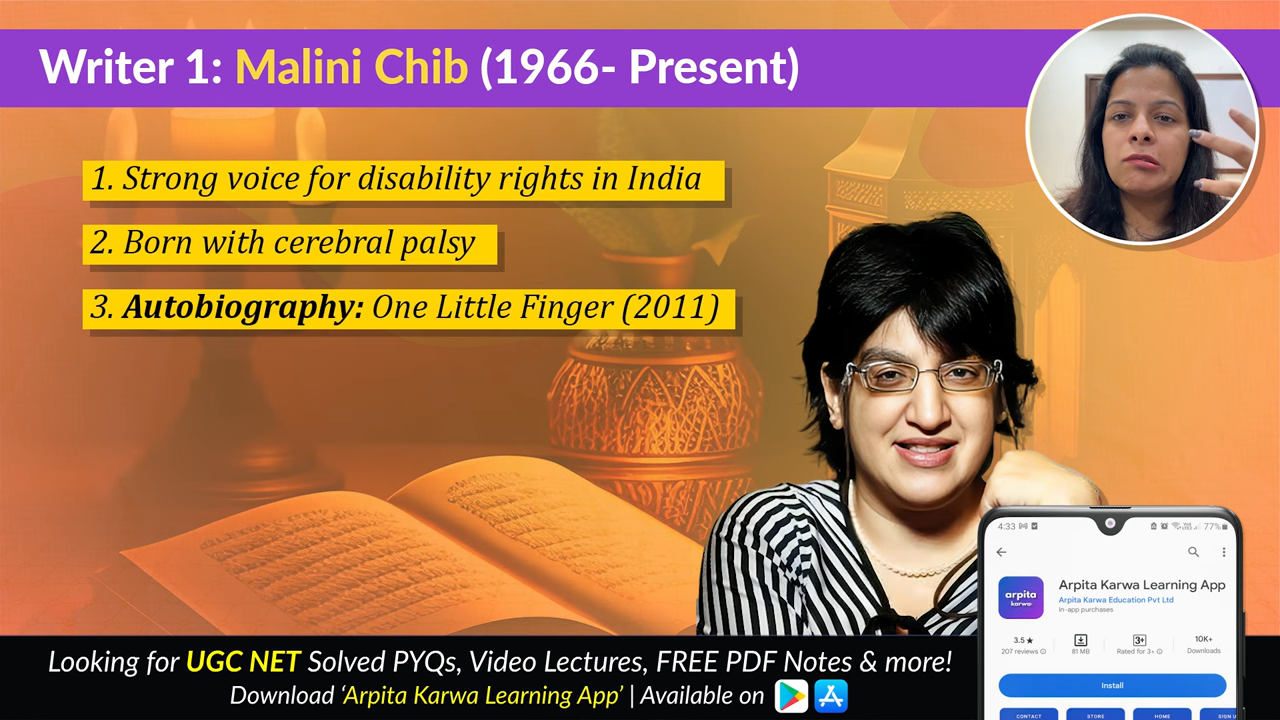 Writer 1: Malini Chib (1966- Present)
1. Strong voice for disability rights in India
2. Born with cerebral palsy
3. Autobiography: One Little Finger (2011)
4:33
77%
Arpita Karwa Learning App
arpita
karwa
Arpita Karwa Education Pvt Ltd
In-app purchases
3.5★
207 reviews
81 MB
3+
Rated for 3+
10K+
Downloads
Install
CONTACT
STORE
HOME
SIGN U
Looking for UGC NET Solved PYQs, Video Lectures, FREE PDF Notes & more!
Download ‘Arpita Karwa Learning App’ | Available on